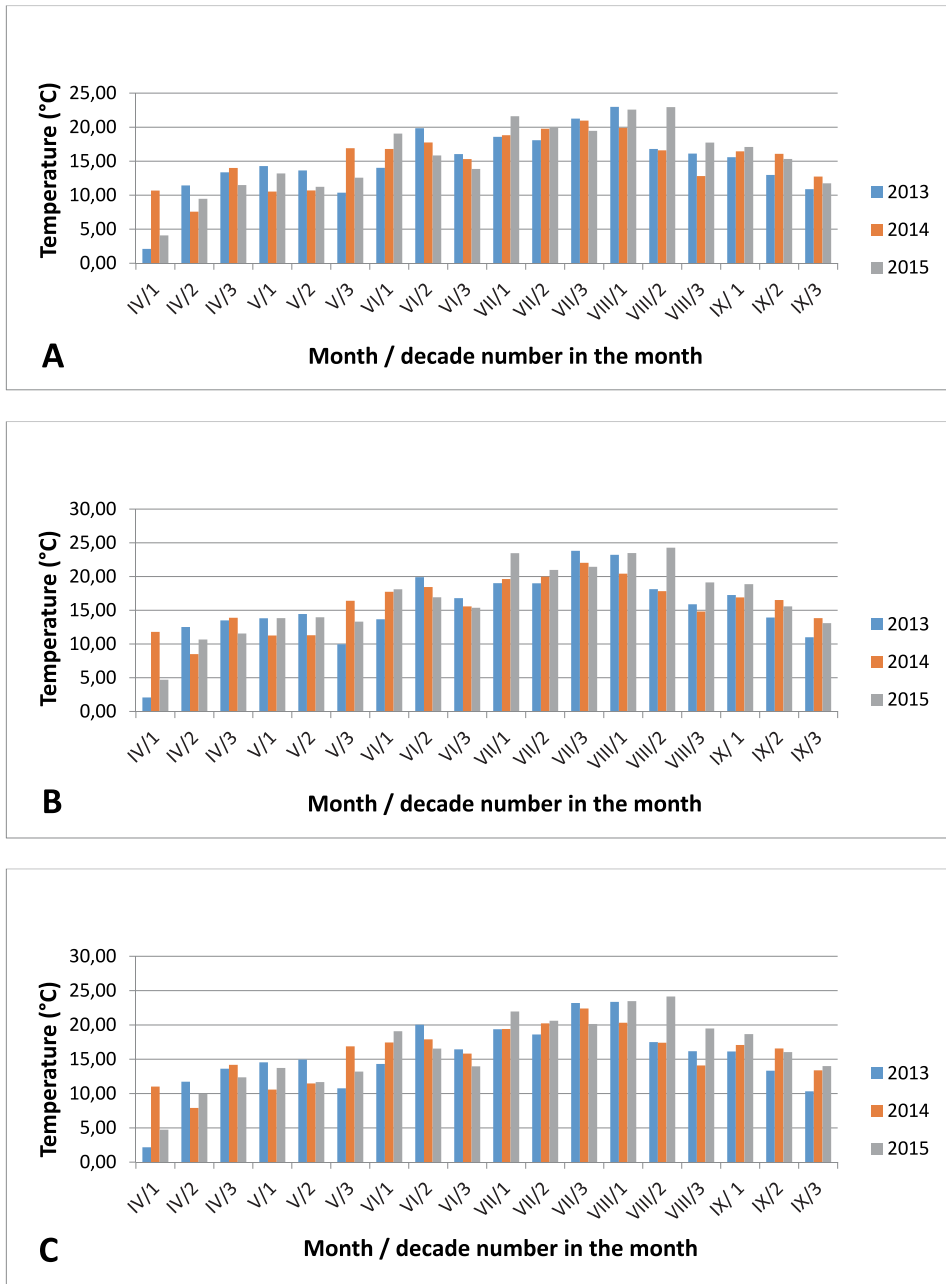 Temperature (°C)
25,00
20,00
15,00
10,00
5,00
0,00
IV/1
IV/2
IV/3
V/1
V/2
V/3
VI/1
VI/2
VI/3
VII/1
VII/2
VII/3
VIII/1
VIII/2
VIII/3
IX/ 1
IX/2
IX/3
2013
2014
2015
A
Month / decade number in the month
Temperature (°C)
30,00
25,00
20,00
15,00
10,00
5,00
0,00
IV/1
IV/2
IV/3
V/1
V/2
V/3
VI/1
VI/2
VI/3
VII/1
VII/2
VII/3
VIII/1
VIII/2
VIII/3
IX/ 1
IX/2
IX/3
2013
2014
2015
B
Month / decade number in the month
Temperature (°C)
30,00
25,00
20,00
15,00
10,00
5,00
0,00
IV/1
IV/2
IV/3
V/1
V/2
V/3
VI/1
VI/2
VI/3
VII/1
VII/2
VII/3
VIII/1
VIII/2
VIII/3
IX/ 1
IX/2
IX/3
2013
2014
2015
C
Month / decade number in the month